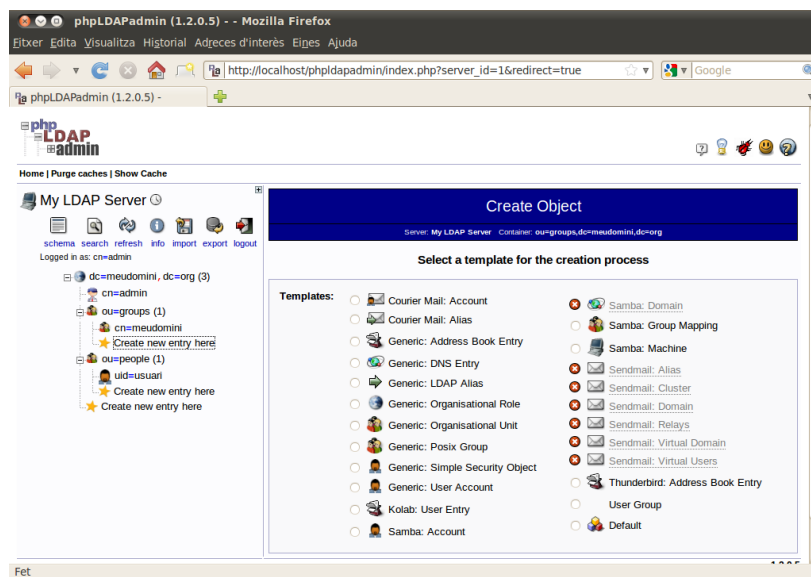 phpLDAPadmin (1.2.0.5) - - Mozilla Firefox
Fitxer Edita Visualitza Historial Adreces d'interès Eines Ajuda
http://localhost/phpldapadmin/index.php?server_id=1&redirect=true
Google
phpLDAPadmin (1.2.0.5) -
php
LDAP
admin
Home | Purge caches | Show Cache
My LDAP Server
schema search refresh info import export logout
Logged in as: cn=admin
dc=meudomini, dc=org (3)
cn=admin
ou=groups (1)
cn=meudomini
Create new entry here
ou=people (1)
uid=usuari
Create new entry here
Create new entry here
Create Object
Server: My LDAP Server Container: ou=groups,dc=meudomini,dc=org
Select a template for the creation process
Templates:
Courier Mail: Account
Courier Mail: Alias
Generic: Address Book Entry
Generic: DNS Entry
Generic: LDAP Alias
Generic: Organisational Role
Generic: Organisational Unit
Generic: Posix Group
Generic: Simple Security Object
Generic: User Account
Kolab: User Entry
Samba: Account
Samba: Domain
Samba: Group Mapping
Samba: Machine
Sendmail: Alias
Sendmail: Cluster
Sendmail: Domain
Sendmail: Relays
Sendmail: Virtual Domain
Sendmail: Virtual Users
Thunderbird: Address Book Entry
User Group
Default
1.2.0.5
Fet